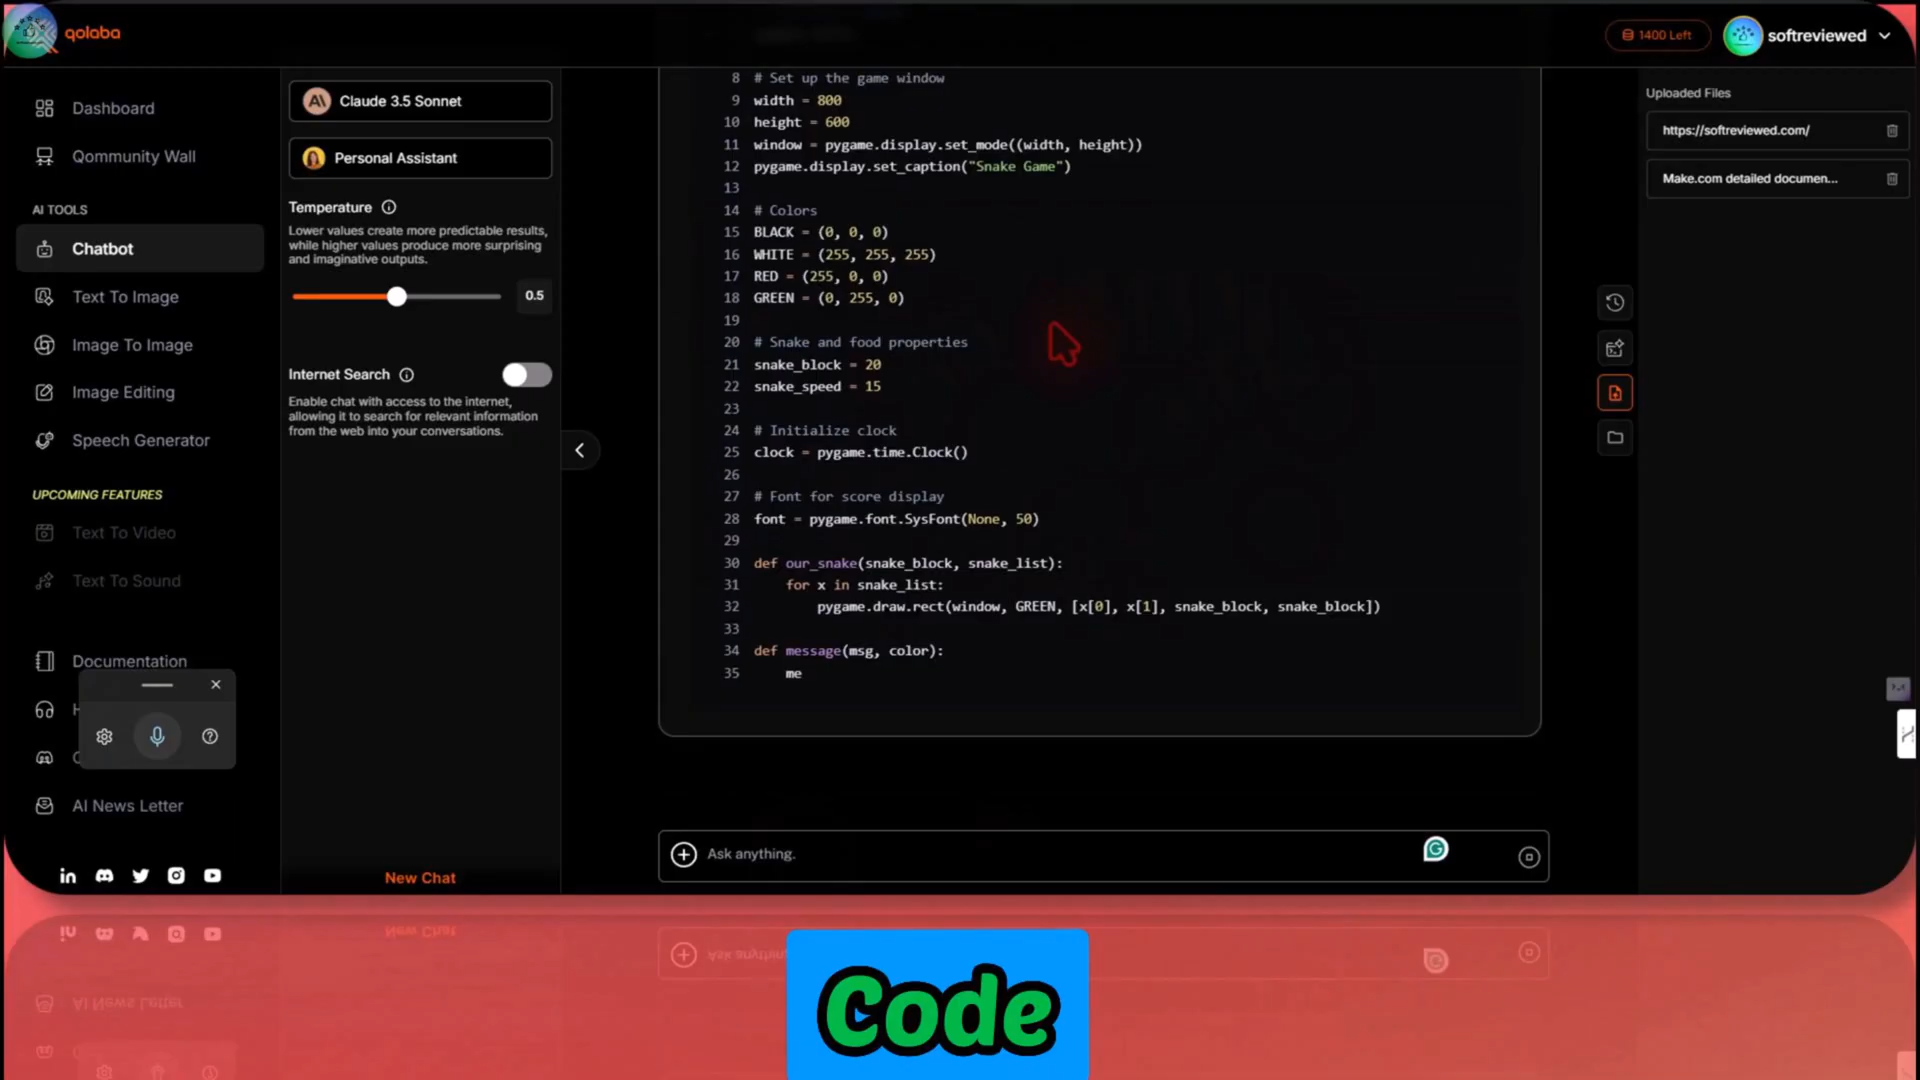 qolaba
1400 Left
softreviewed
Dashboard
Qommunity Wall
AI TOOLS
Chatbot
Text To Image
Image To Image
Image Editing
Speech Generator
UPCOMING FEATURES
Text To Video
Text To Sound
Documentation
AI News Letter
Claude 3.5 Sonnet
Personal Assistant
Temperature
Lower values create more predictable results,
while higher values produce more surprising
and imaginative outputs.
0.5
Internet Search
Enable chat with access to the internet,
allowing it to search for relevant information
from the web into your conversations.
New Chat
8 # Set up the game window
9 width = 800
10 height = 600
11 window = pygame.display.set_mode((width, height))
12 pygame.display.set_caption("Snake Game")
13
14 # Colors
15 BLACK = (0, 0, 0)
16 WHITE = (255, 255, 255)
17 RED = (255, 0, 0)
18 GREEN = (0, 255, 0)
19
20 # Snake and food properties
21 snake_block = 20
22 snake_speed = 15
23
24 # Initialize clock
25 clock = pygame.time.Clock()
26
27 # Font for score display
28 font = pygame.font.SysFont(None, 50)
29
30 def our_snake(snake_block, snake_list):
31 for x in snake_list:
32 pygame.draw.rect(window, GREEN, [x[0], x[1], snake_block, snake_block])
33
34 def message(msg, color):
35 me
Ask anything.
Uploaded Files
https://softreviewed.com/
Make.com detailed documen...
Code